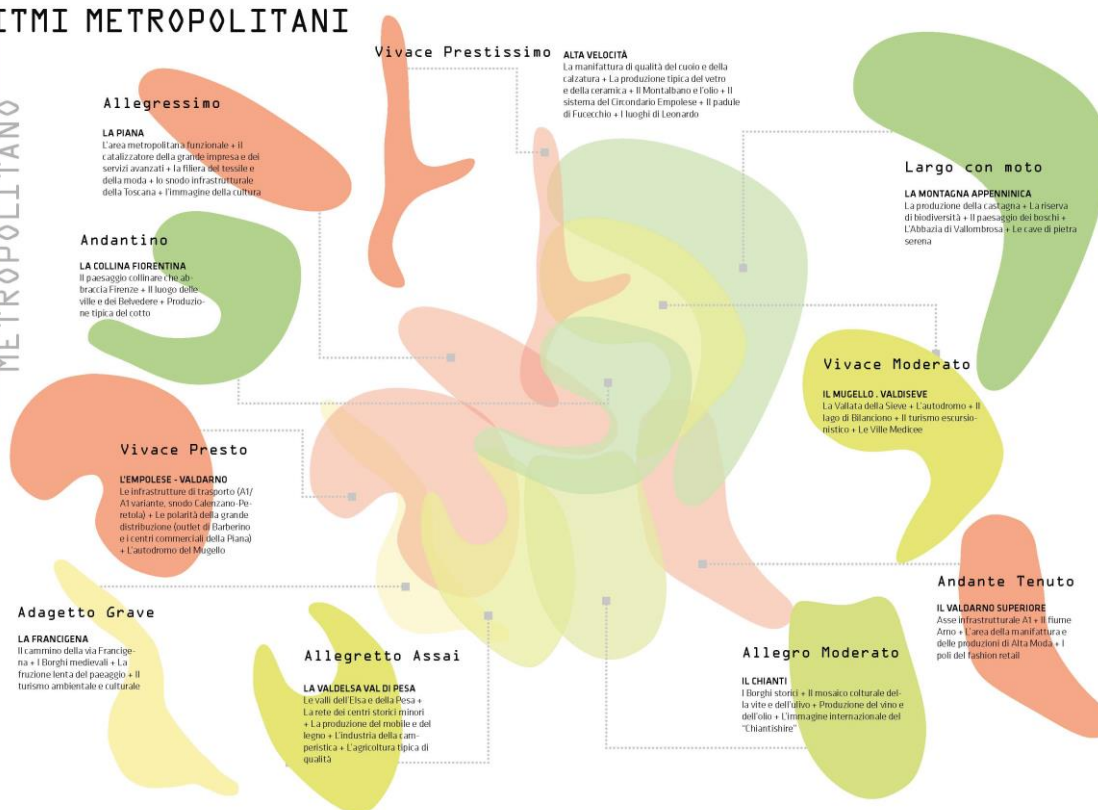 ITMI METROPOLITANI
METROPOLITANO
Vivace Prestissimo
ALTA VELOCITÀ
La manifattura di qualità del cuoio e della
calzatura + La produzione tipica del vetro
e della ceramica + Il Montalbano e l'olio + Il
sistema del Circondario Empolese + Il padule
di Fucecchio + I luoghi di Leonardo
Allegressimo
LA PIANA
L'area metropolitana funzionale + il
catalizzatore della grande impresa e dei
servizi avanzati + la filiera del tessile e
della moda + lo snodo infrastrutturale
della Toscana + l'immagine della cultura
Largo con moto
LA MONTAGNA APPENNINICA
La produzione della castagna + La riserva
di biodiversità + Il paesaggio dei boschi +
L'Abbazia di Vallombrosa + Le cave di pietra
serena
Andantino
LA COLLINA FIORENTINA
Il paesaggio collinare che ab-
braccia Firenze + Il luogo delle
ville e dei Belvedere + Produzio-
ne tipica del cotto
Vivace Moderato
IL MUGELLO . VALDISEVE
La Vallata della Sieve + L'autodromo + Il
lago di Bilanciono + Il turismo escursio-
nistico + Le Ville Medicee
Vivace Presto
L'EMPOLESE - VALDARNO
Le infrastrutture di trasporto (A1/
A1variante, snodo Calenzano-Pe-
retola) + Le polarità della grande
distribuzione (outlet di Barberino
e i centri commerciali della Piana)
+ L'autodromo del Mugello
Andante Tenuto
IL VALDARNO SUPERIORE
Asse infrastrutturale A1 + Il fiume
Arno + L'area della manifattura e
delle produzioni di Alta Moda + I
poli del fashion retail
Adagetto Grave
LA FRANCIGENA
Il cammino della via Francige-
na + I Borghi medievali + La
fruzione lenta del paeaggio + Il
turismo ambientale e culturale
Allegretto Assai
LA VALDELSA VAL DI PESA
Le valli dell'Elsa e della Pesa +
La rete dei centri storici minori
+ La produzione del mobile e del
legno + L'industria della cam-
peristica + L'agricoltura tipica di
qualità
Allegro Moderato
IL CHIANTI
I Borghi storici + Il mosaico colturale del-
la vite e dell'ulivo + Produzione del vino e
dell'olio + L'immagine internazionale del
"Chiantishire"